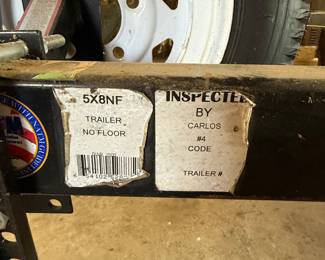 5X8NF
TRAILER
NO FLOOR
INSPECTED
BY
CARLOS
#4
CODE
TRAILER #